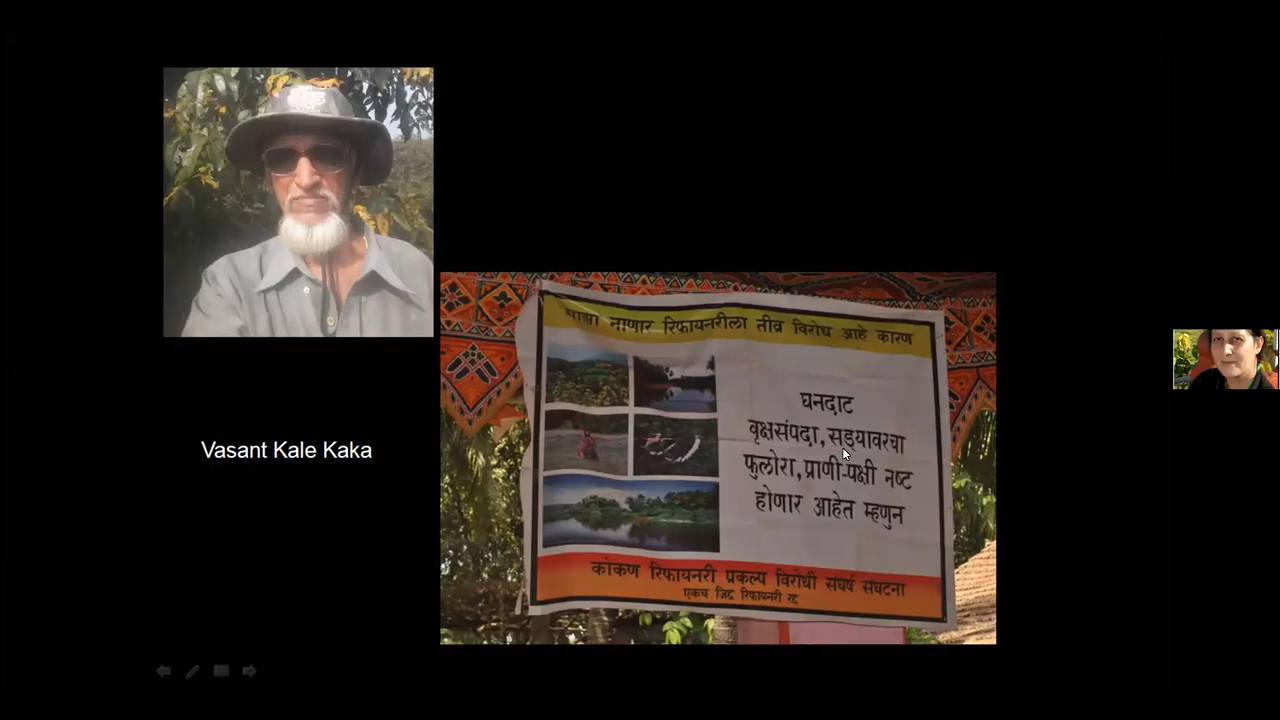 Vasant Kale Kaka
माझा नाणार रिफायनरीला तीव्र विरोध आहे कारण
घनदाट
वृक्षसंपदा, सड्यावरचा
फुलोरा, प्राणी-पक्षी नष्ट
होणार आहेत म्हणुन
कोकण रिफायनरी प्रकल्प विरोधी संघर्ष संघटना
एकच जिद्द रिफायनरी रद्द